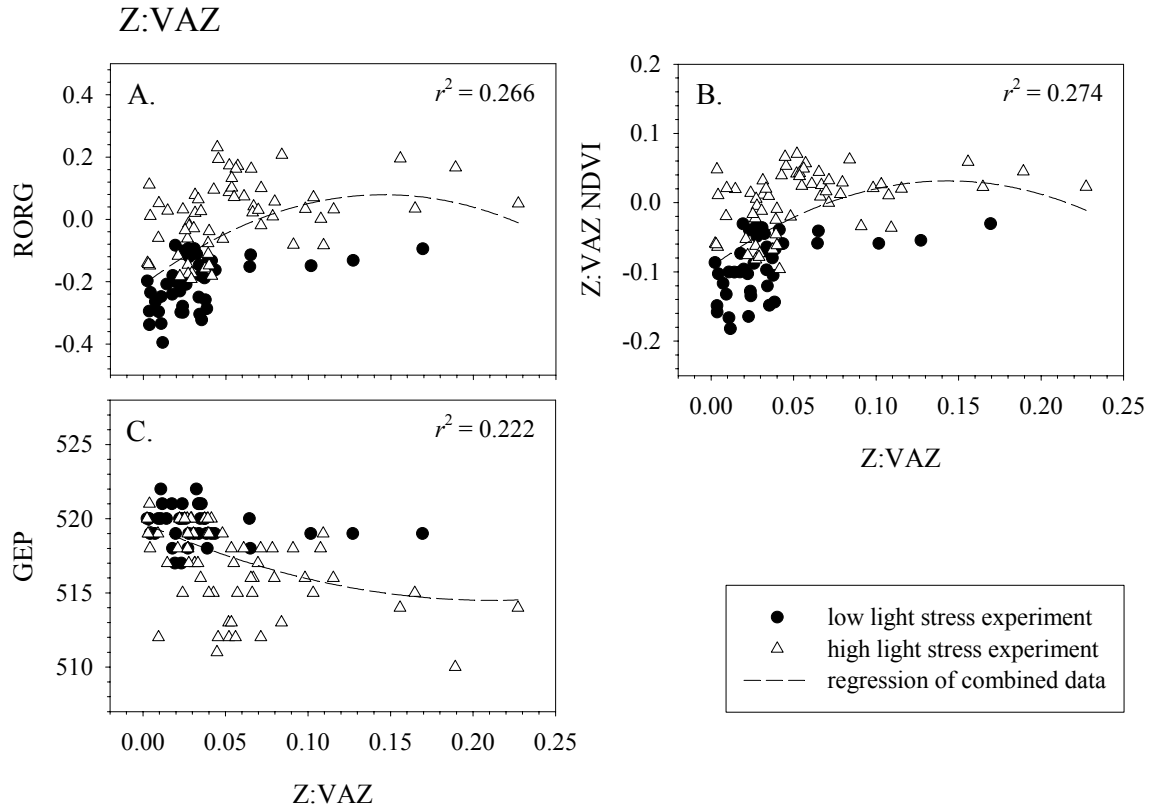 Z:VAZ
A.
r² = 0.266
0.4
0.2
0.0
-0.2
-0.4
RORG
B.
r² = 0.274
0.2
0.1
0.0
-0.1
-0.2
Z:VAZ NDVI
0.00 0.05 0.10 0.15 0.20 0.25
Z:VAZ
C.
r² = 0.222
525
520
515
510
GEP
0.00 0.05 0.10 0.15 0.20 0.25
Z:VAZ
low light stress experiment
high light stress experiment
regression of combined data